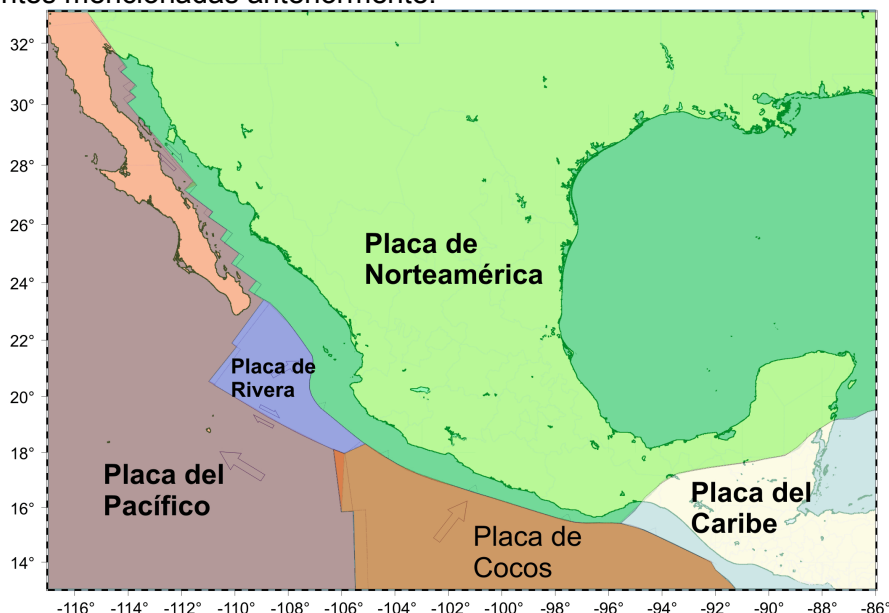 mencionadas anteriormente.
32°
30°
28°
26°
24°
22°
20°
18°
16°
14°
Placa de
Norteamérica
Placa de
Rivera
Placa del
Pacífico
Placa de
Cocos
Placa del
Caribe
-116° -114° -112° -110° -108° -106° -104° -102° -100° -98° -96° -94° -92° -90° -88° -86°